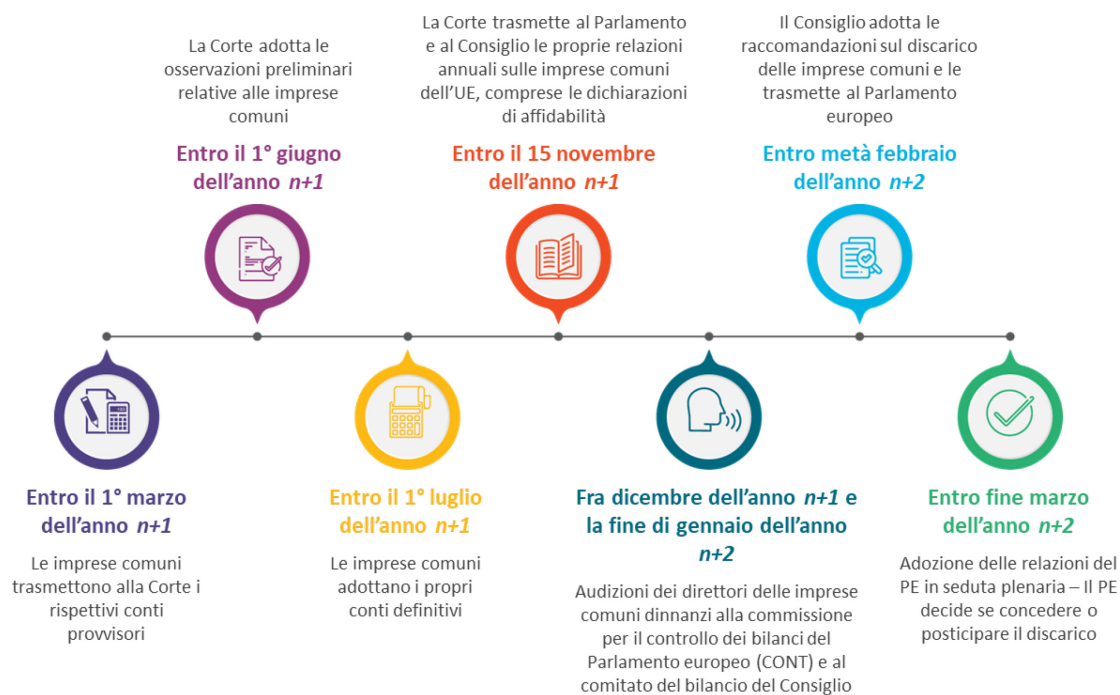 La Corte adotta le
osservazioni preliminari
relative alle imprese
comuni
Entro il 1° giugno
dell'anno n+1
La Corte trasmette al Parlamento
e al Consiglio le proprie relazioni
annuali sulle imprese comuni
dell'UE, comprese le dichiarazioni
di affidabilità
Entro il 15 novembre
dell'anno n+1
Il Consiglio adotta le
raccomandazioni sul discarico
delle imprese comuni e le
trasmette al Parlamento
europeo
Entro metà febbraio
dell'anno n+2
Entro il 1° marzo
dell'anno n+1
Le imprese comuni
trasmettono alla Corte i
rispettivi conti
provvisori
Entro il 1° luglio
dell'anno n+1
Le imprese comuni
adottano i propri
conti definitivi
Fra dicembre dell'anno n+1 e
la fine di gennaio dell'anno
n+2
Audizioni dei direttori delle imprese
comuni dinnanzi alla commissione
per il controllo dei bilanci del
Parlamento europeo (CONT) e al
comitato del bilancio del Consiglio
Entro fine marzo
dell'anno n+2
Adozione delle relazioni del
PE in seduta plenaria – Il PE
decide se concedere o
posticipare il discarico